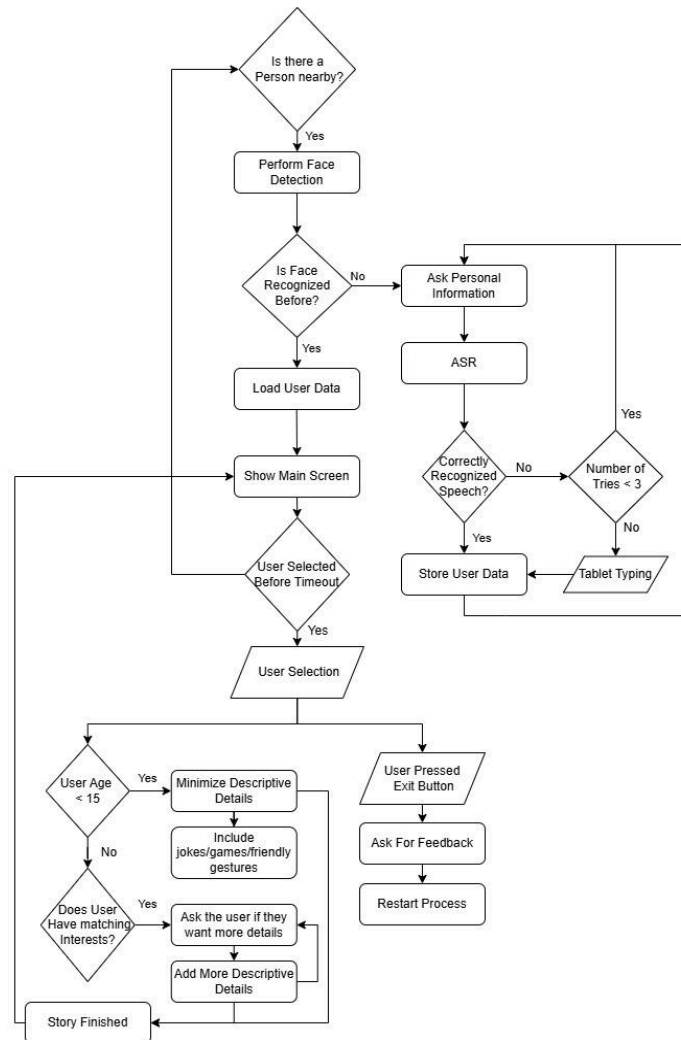 Is there a
Person nearby?
Yes
Perform Face
Detection
Is Face
Recognized
Before?
No
Ask Personal
Information
Yes
ASR
Load User Data
Yes
Correctly
Recognized
Speech?
No
Number of
Tries < 3
Show Main Screen
No
Yes
Store User Data
Tablet Typing
User Selected
Before Timeout
Yes
User Selection
User Age
< 15
Yes
Minimize Descriptive
Details
User Pressed
Exit Button
No
Include
jokes/games/friendly
gestures
Ask For Feedback
Restart Process
Does User
Have matching
Interests?
Yes
Ask the user if they
want more details
Add More Descriptive
Details
Story Finished